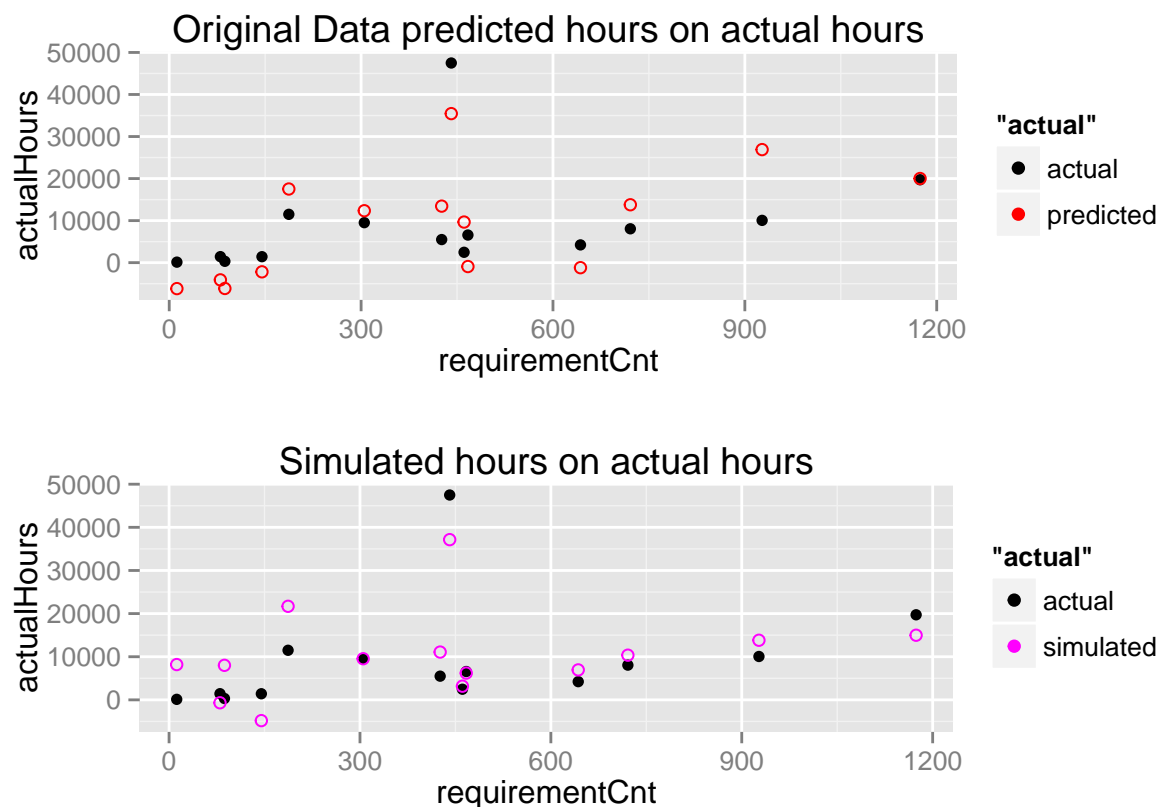 Original Data predicted hours on actual hours
50000
40000
30000
20000
10000
0
actualHours
0 300 600 900 1200
requirementCnt
"actual"
actual
predicted
Simulated hours on actual hours
50000
40000
30000
20000
10000
0
actualHours
0 300 600 900 1200
requirementCnt
"actual"
actual
simulated